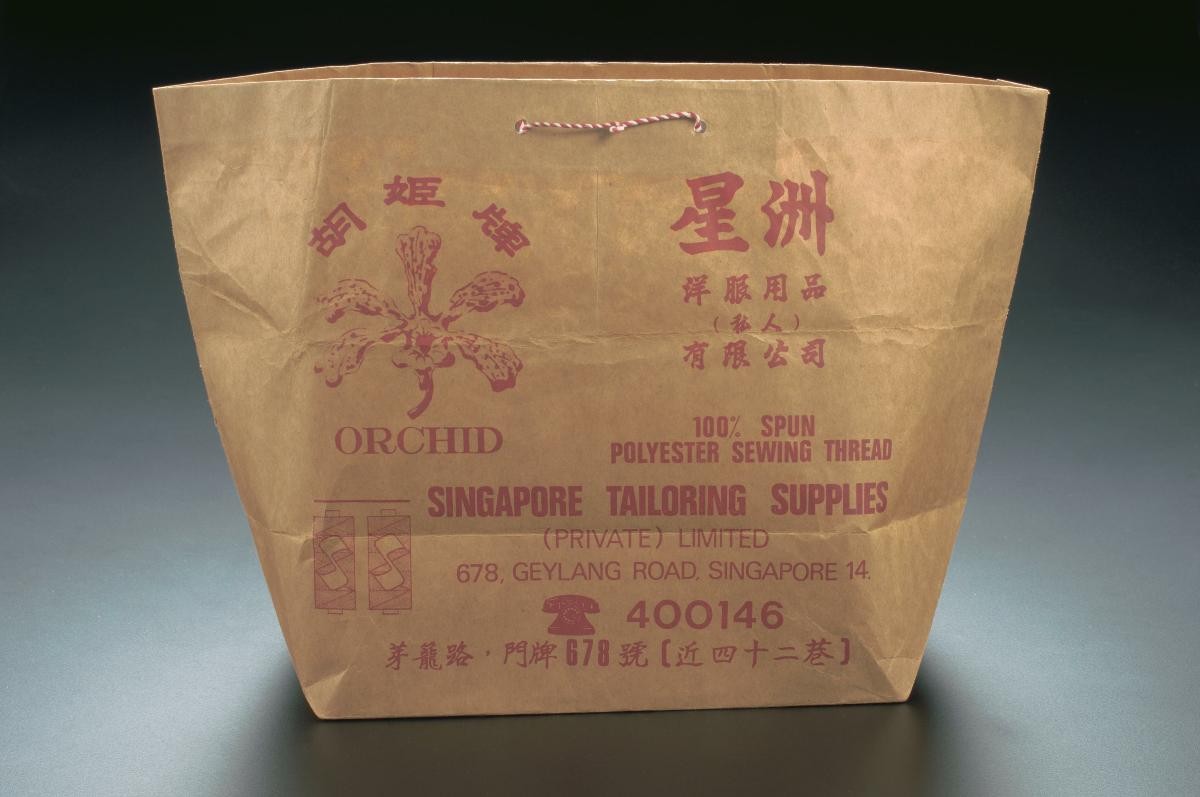 胡姬牌
ORCHID
星洲
洋服用品
(私人)
有限公司
100% SPUN
POLYESTER SEWING THREAD
SINGAPORE TAILORING SUPPLIES
(PRIVATE) LIMITED
678, GEYLANG ROAD, SINGAPORE 14.
400146
芽籠路,門牌678號〔近四十二巷〕